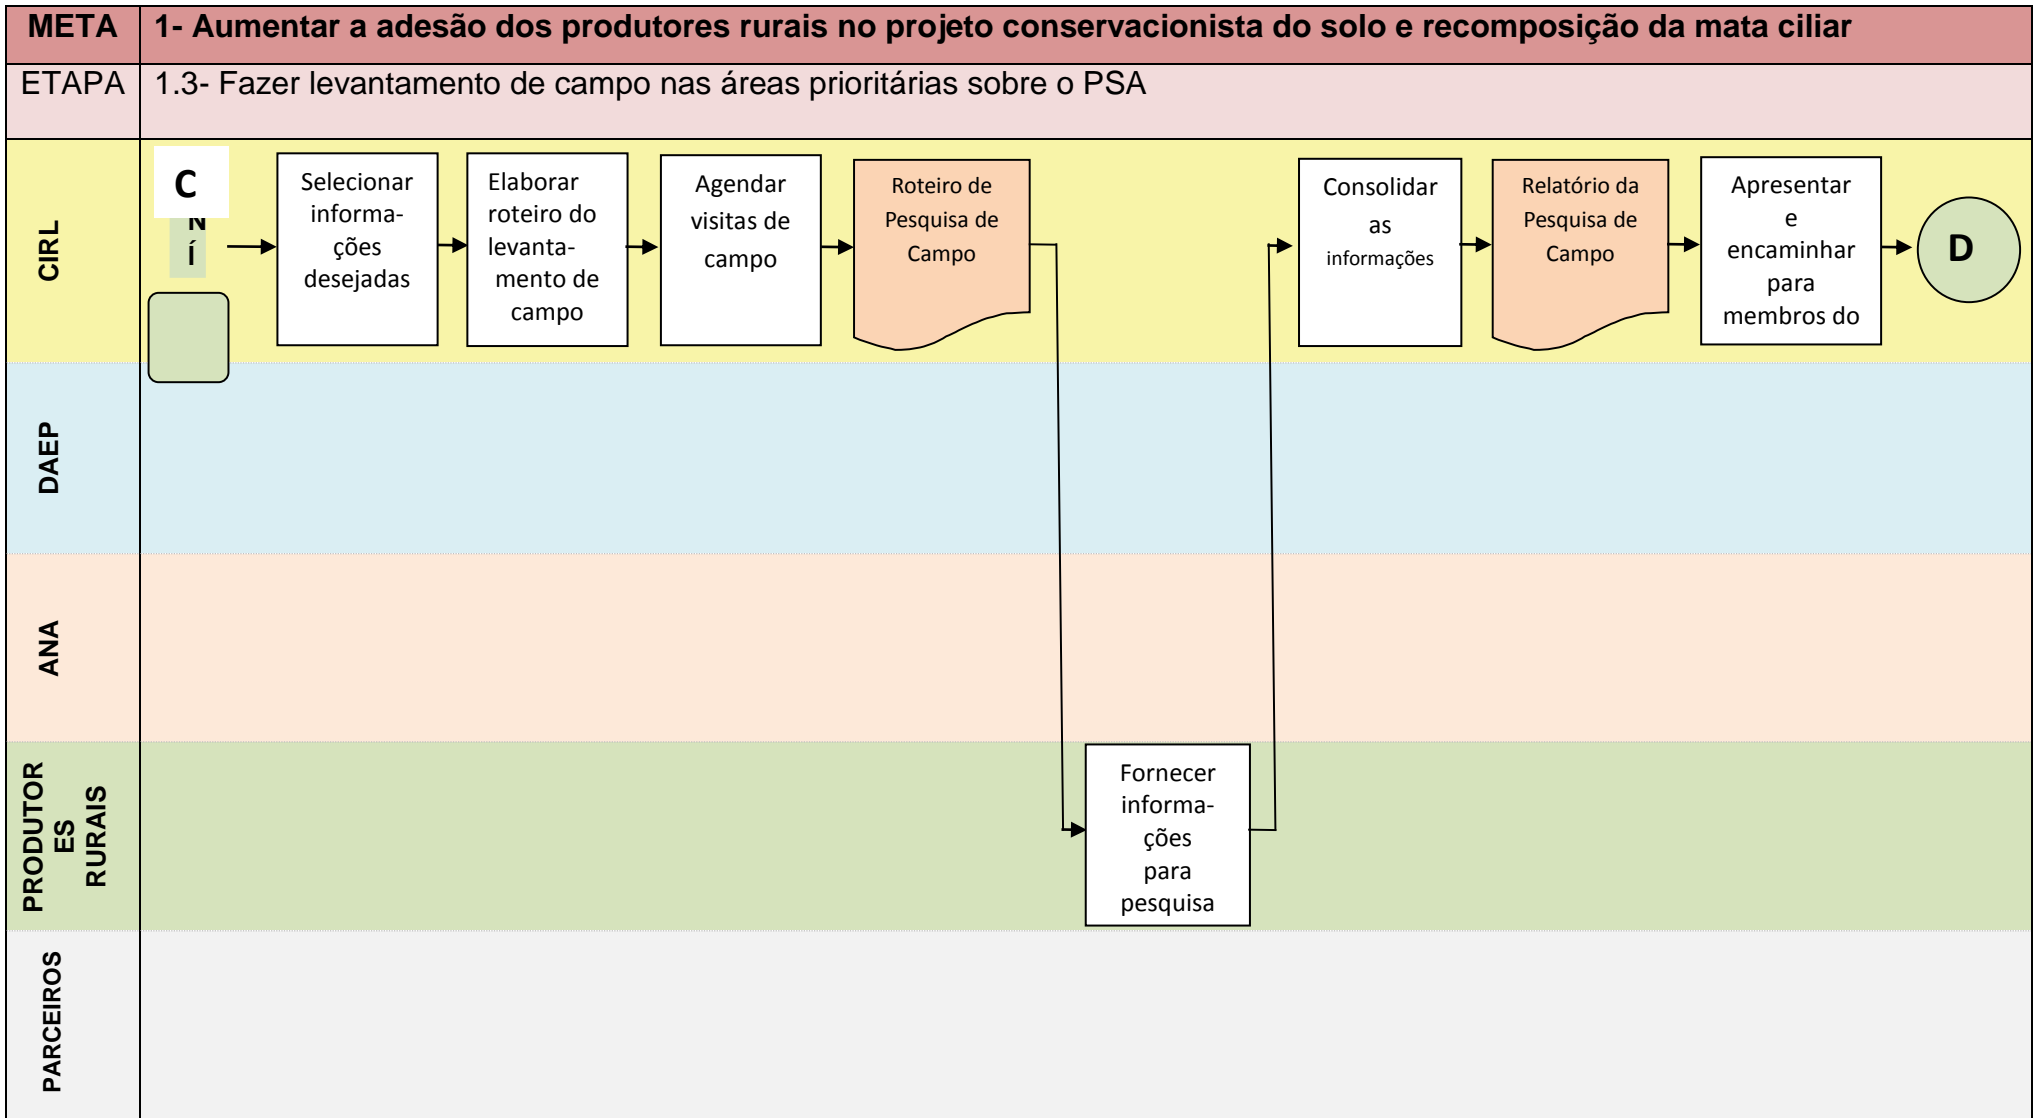 META 1- Aumentar a adesão dos produtores rurais no projeto conservacionista do solo e recomposição da mata ciliar
ETAPA 1.3- Fazer levantamento de campo nas áreas prioritárias sobre o PSA
CIRL
C
N
Í
Selecionar
informa-
ções
desejadas
Elaborar
roteiro do
levanta-
mento de
campo
Agendar
visitas de
campo
Roteiro de
Pesquisa de
Campo
Consolidar
as
informações
Relatório da
Pesquisa de
Campo
Apresentar
e
encaminhar
para
membros do
D
DAEP
ANA
PRODUTOR
ES
RURAIS
Fornecer
informa-
ções
para
pesquisa
PARCEIROS